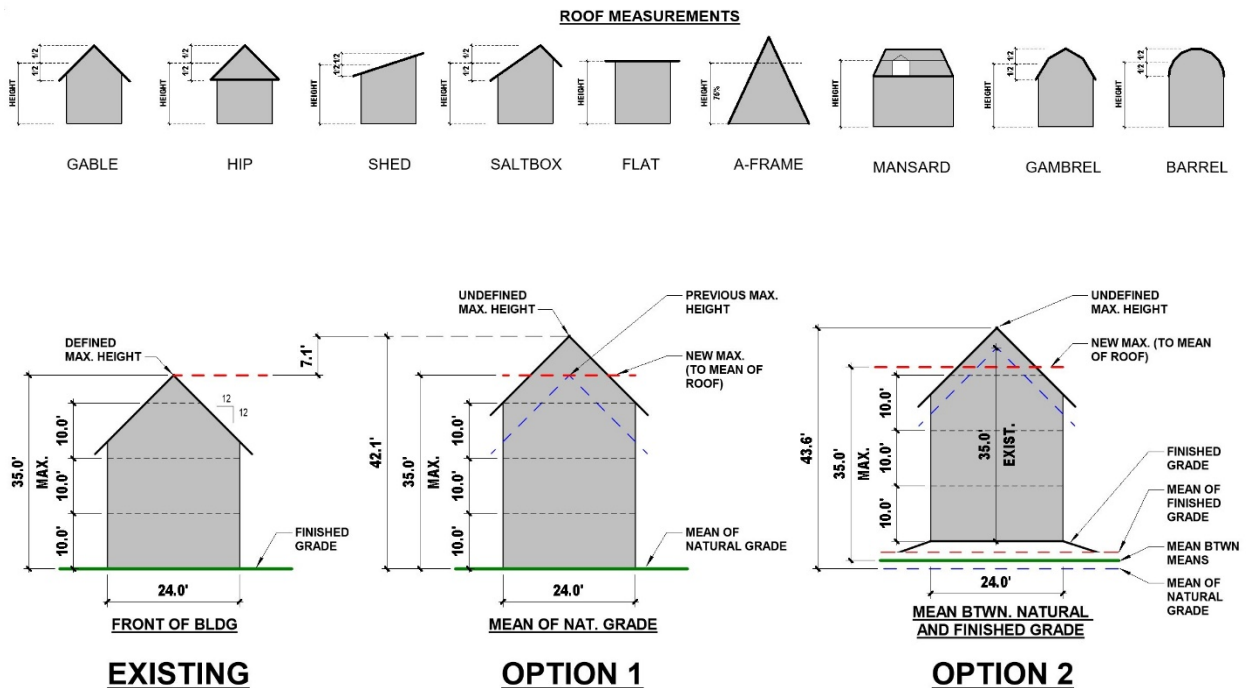 ROOF MEASUREMENTS
HEIGHT
1/2
1/2
HEIGHT
1/2
1/2
HEIGHT
1/2
1/2
HEIGHT
1/2
1/2
HEIGHT
HEIGHT
75%
HEIGHT
HEIGHT
1/2
1/2
HEIGHT
1/2
1/2
GABLE
HIP
SHED
SALTBOX
FLAT
A-FRAME
MANSARD
GAMBREL
BARREL
DEFINED
MAX. HEIGHT
12
12
35.0'
MAX.
10.0'
10.0'
10.0'
FINISHED
GRADE
24.0'
FRONT OF BLDG
EXISTING
UNDEFINED
MAX. HEIGHT
PREVIOUS MAX.
HEIGHT
NEW MAX.
(TO MEAN OF
ROOF)
7.1'
42.1'
35.0'
MAX.
10.0'
10.0'
10.0'
MEAN OF
NATURAL GRADE
24.0'
MEAN OF NAT. GRADE
OPTION 1
UNDEFINED
MAX. HEIGHT
NEW MAX. (TO MEAN
OF ROOF)
43.6'
35.0'
MAX.
10.0'
10.0'
10.0'
35.0'
EXIST.
FINISHED
GRADE
MEAN OF
FINISHED
GRADE
MEAN BTWN
MEANS
MEAN OF
NATURAL
GRADE
24.0'
MEAN BTWN. NATURAL
AND FINISHED GRADE
OPTION 2